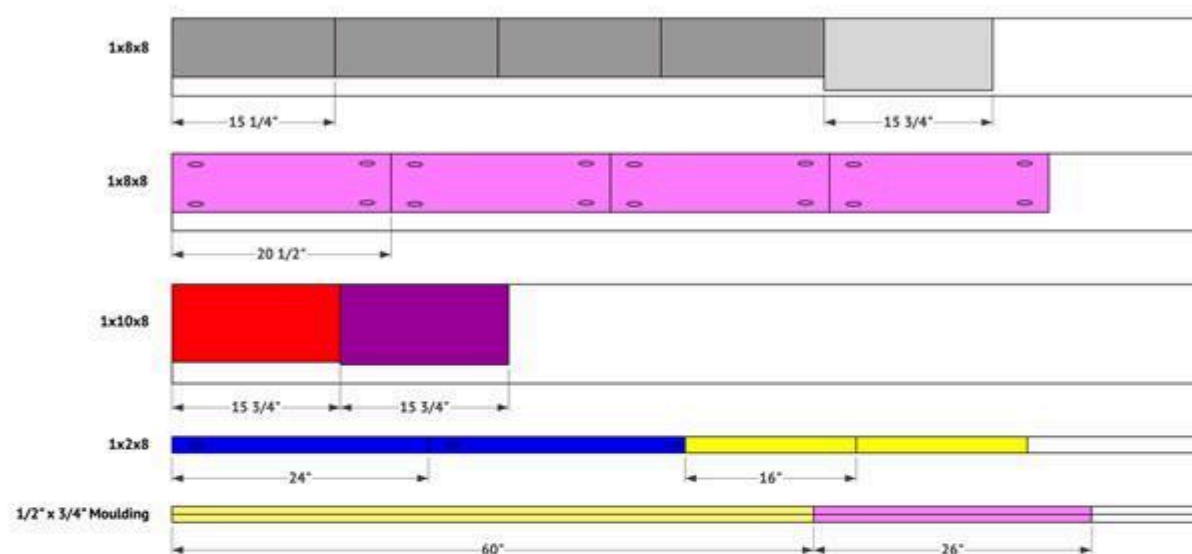 1x8x8
15 1/4"
15 3/4"
1x8x8
20 1/2"
1x10x8
15 3/4"
15 3/4"
1x2x8
24"
16"
1/2" x 3/4" Moulding
60"
26"